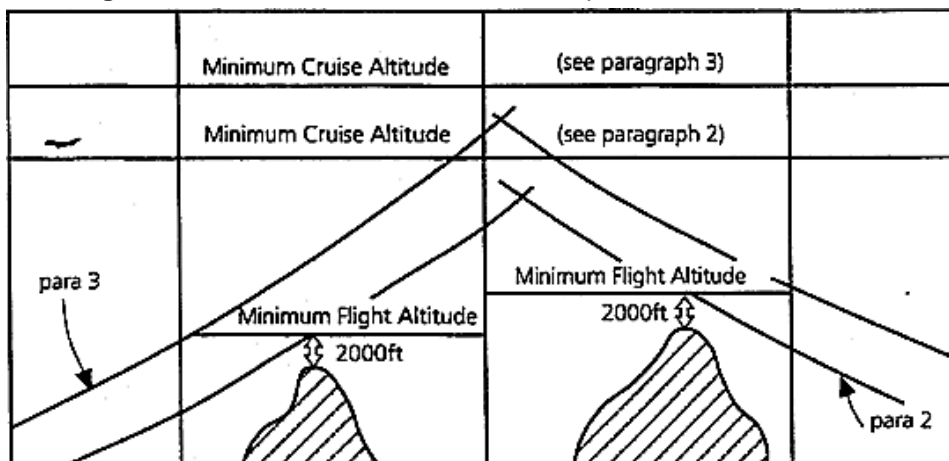 Minimum Cruise Altitude (see paragraph 3)
Minimum Cruise Altitude (see paragraph 2)
para 3
Minimum Flight Altitude
2000ft
Minimum Flight Altitude
2000ft
para 2